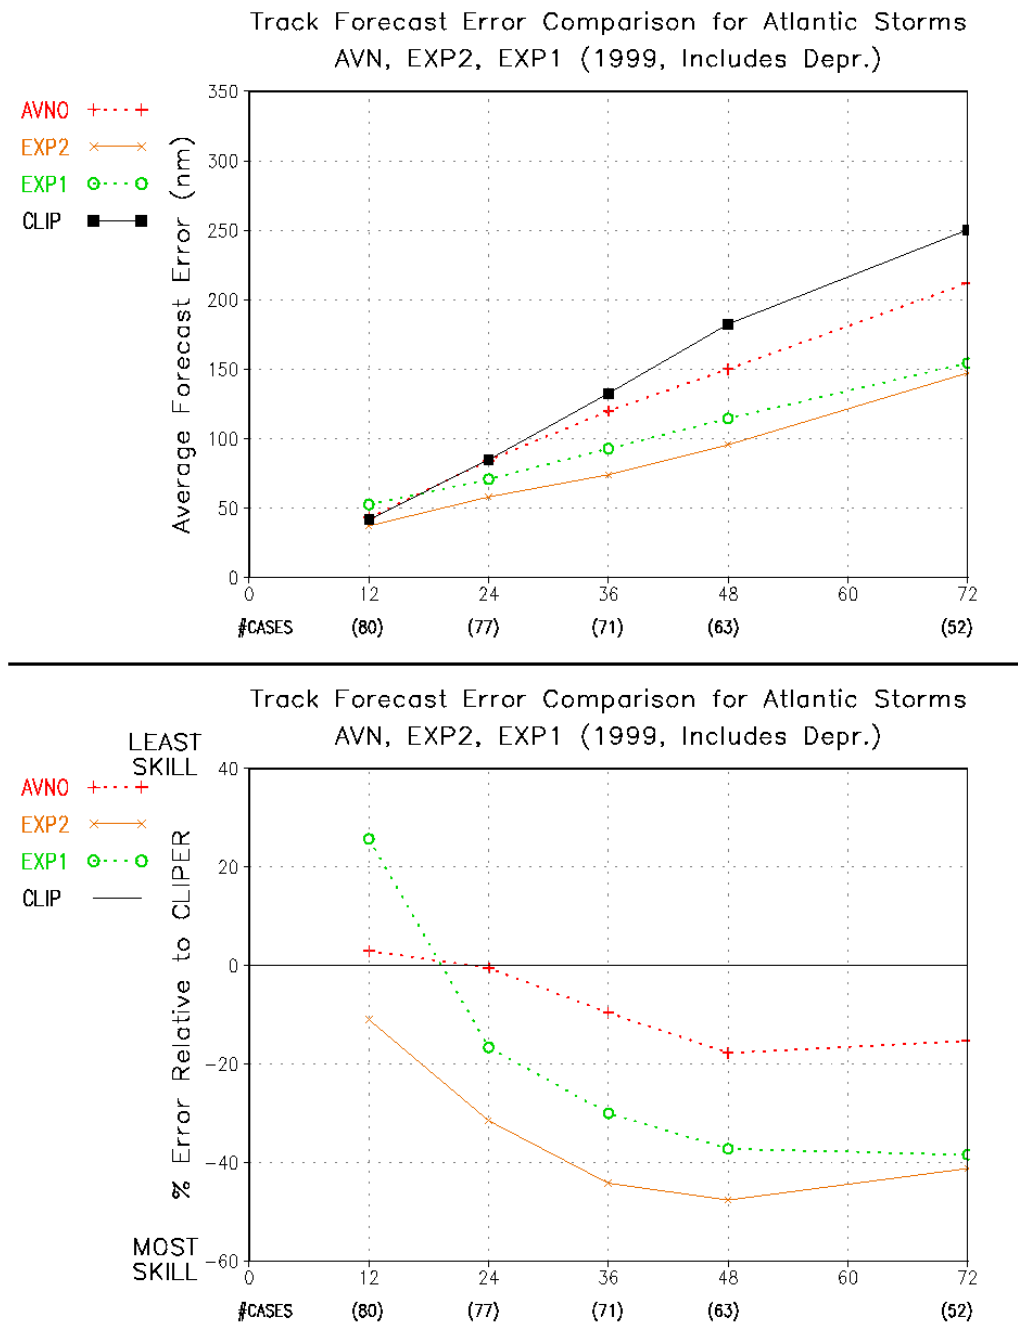 Track Forecast Error Comparison for Atlantic Storms
AVN, EXP2, EXP1 (1999, Includes Depr.)
AVNO
EXP2
EXP1
CLIP
Average Forecast Error (nm)
350
300
250
200
150
100
50
0
0 12 24 36 48 60 72
#CASES (80) (77) (71) (63) (52)
Track Forecast Error Comparison for Atlantic Storms
AVN, EXP2, EXP1 (1999, Includes Depr.)
LEAST
SKILL
AVNO
EXP2
EXP1
CLIP
% Error Relative to CLIPER
40
20
0
-20
-40
-60
MOST
SKILL
0 12 24 36 48 60 72
#CASES (80) (77) (71) (63) (52)